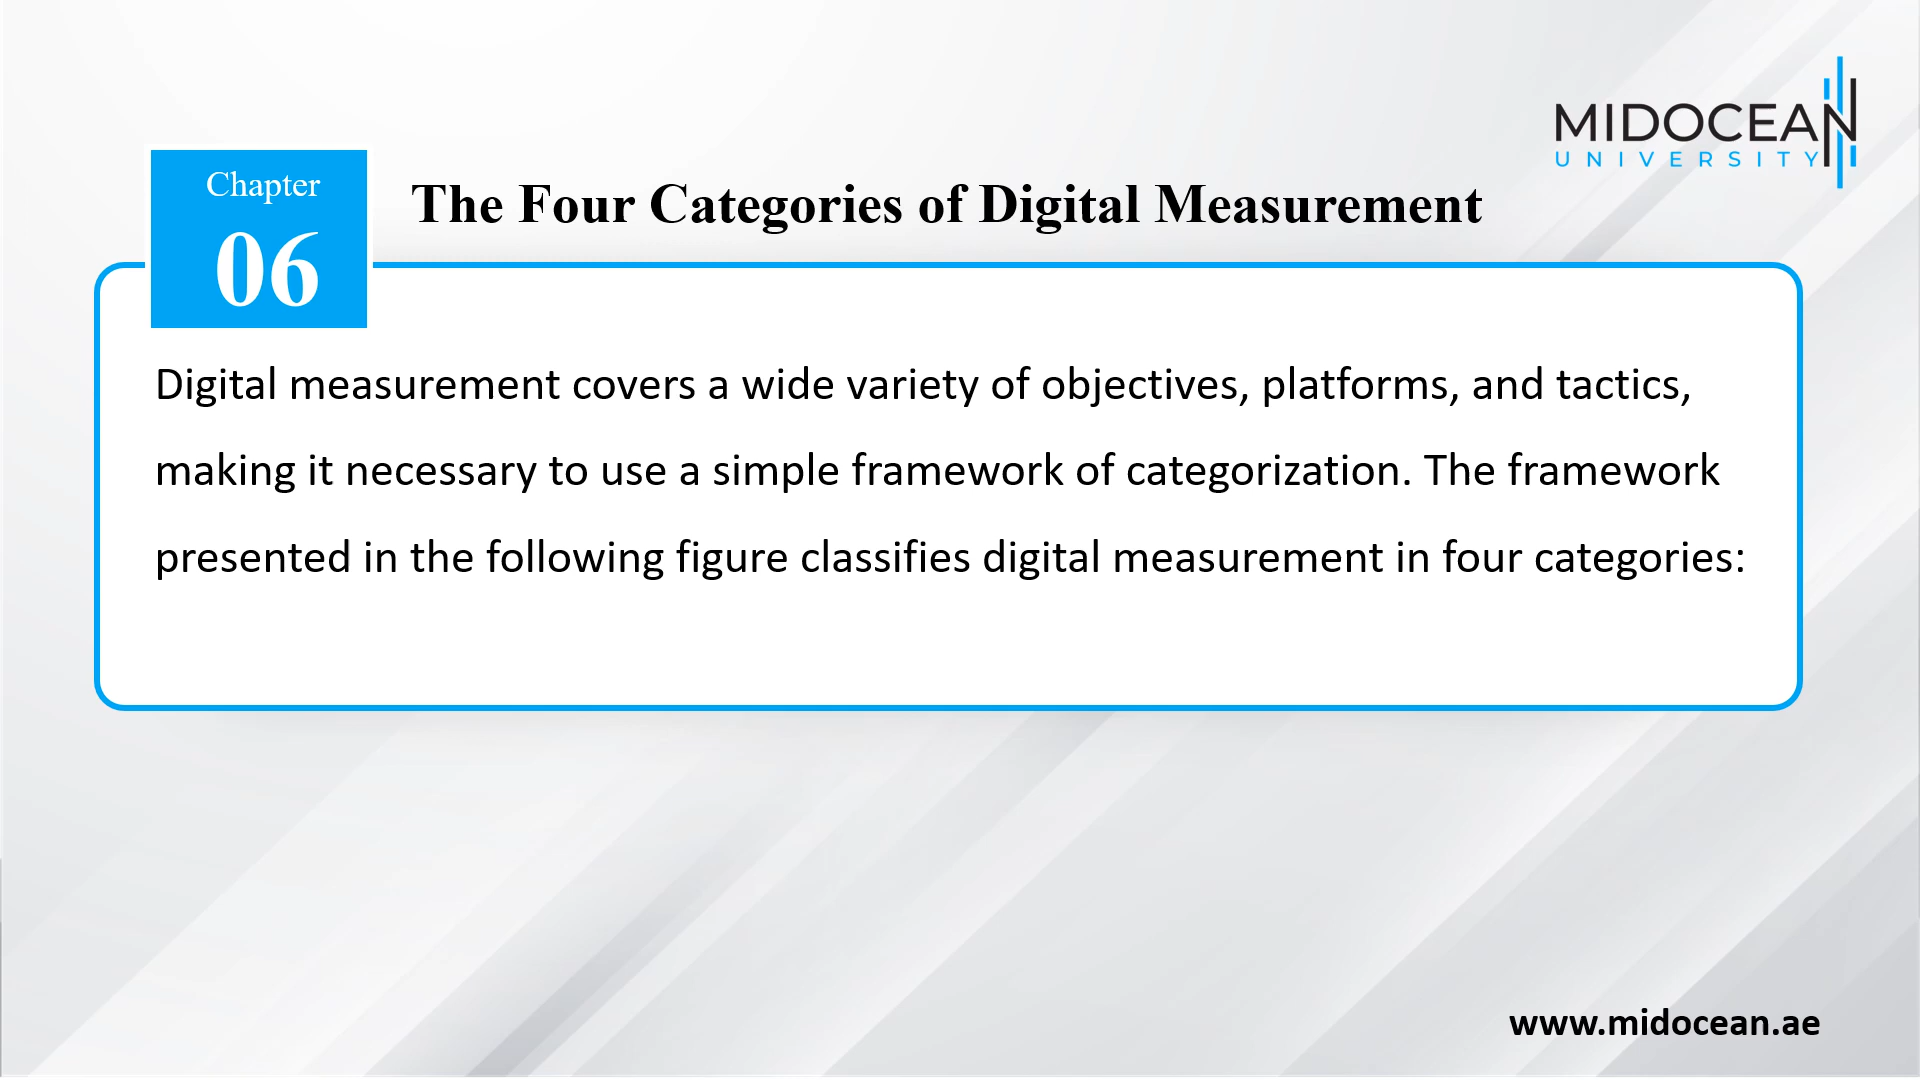 MIDOCEAN
UNIVERSITY
Chapter
06
The Four Categories of Digital Measurement
Digital measurement covers a wide variety of objectives, platforms, and tactics,
making it necessary to use a simple framework of categorization. The framework
presented in the following figure classifies digital measurement in four categories:
www.midocean.ae